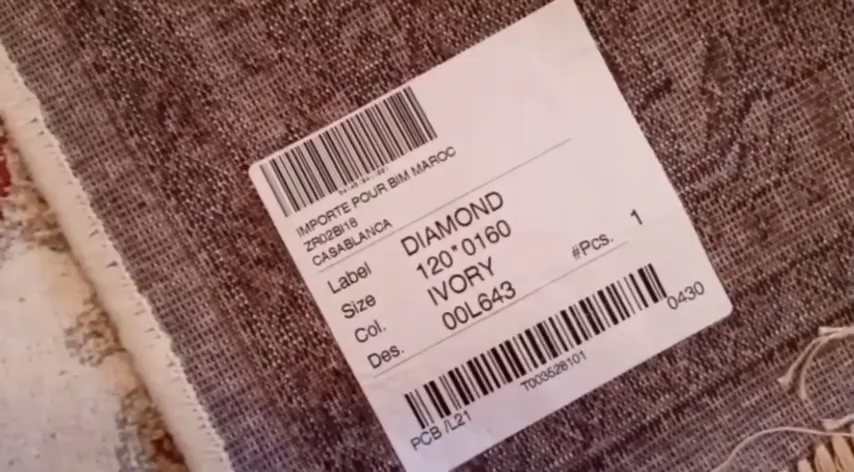 IMPORTE POUR BIM MAROC
ZR02BI18
CASABLANCA
Label DIAMOND
Size 120*0160
Col. IVORY
Des. 00L643
#Pcs. 1
0430
PCB /L21 T003528101